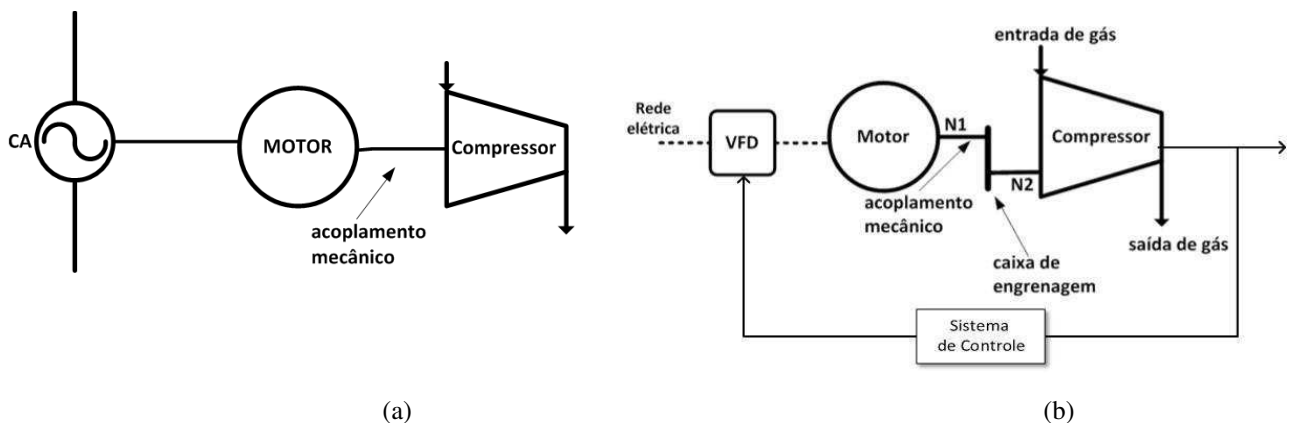 CA
MOTOR
Compressor
acoplamento
mecânico
(a)
entrada de gás
Rede
elétrica
VFD
Motor
N1
N2
Compressor
acoplamento
mecânico
caixa de
engrenagem
saída de gás
Sistema
de Controle
(b)